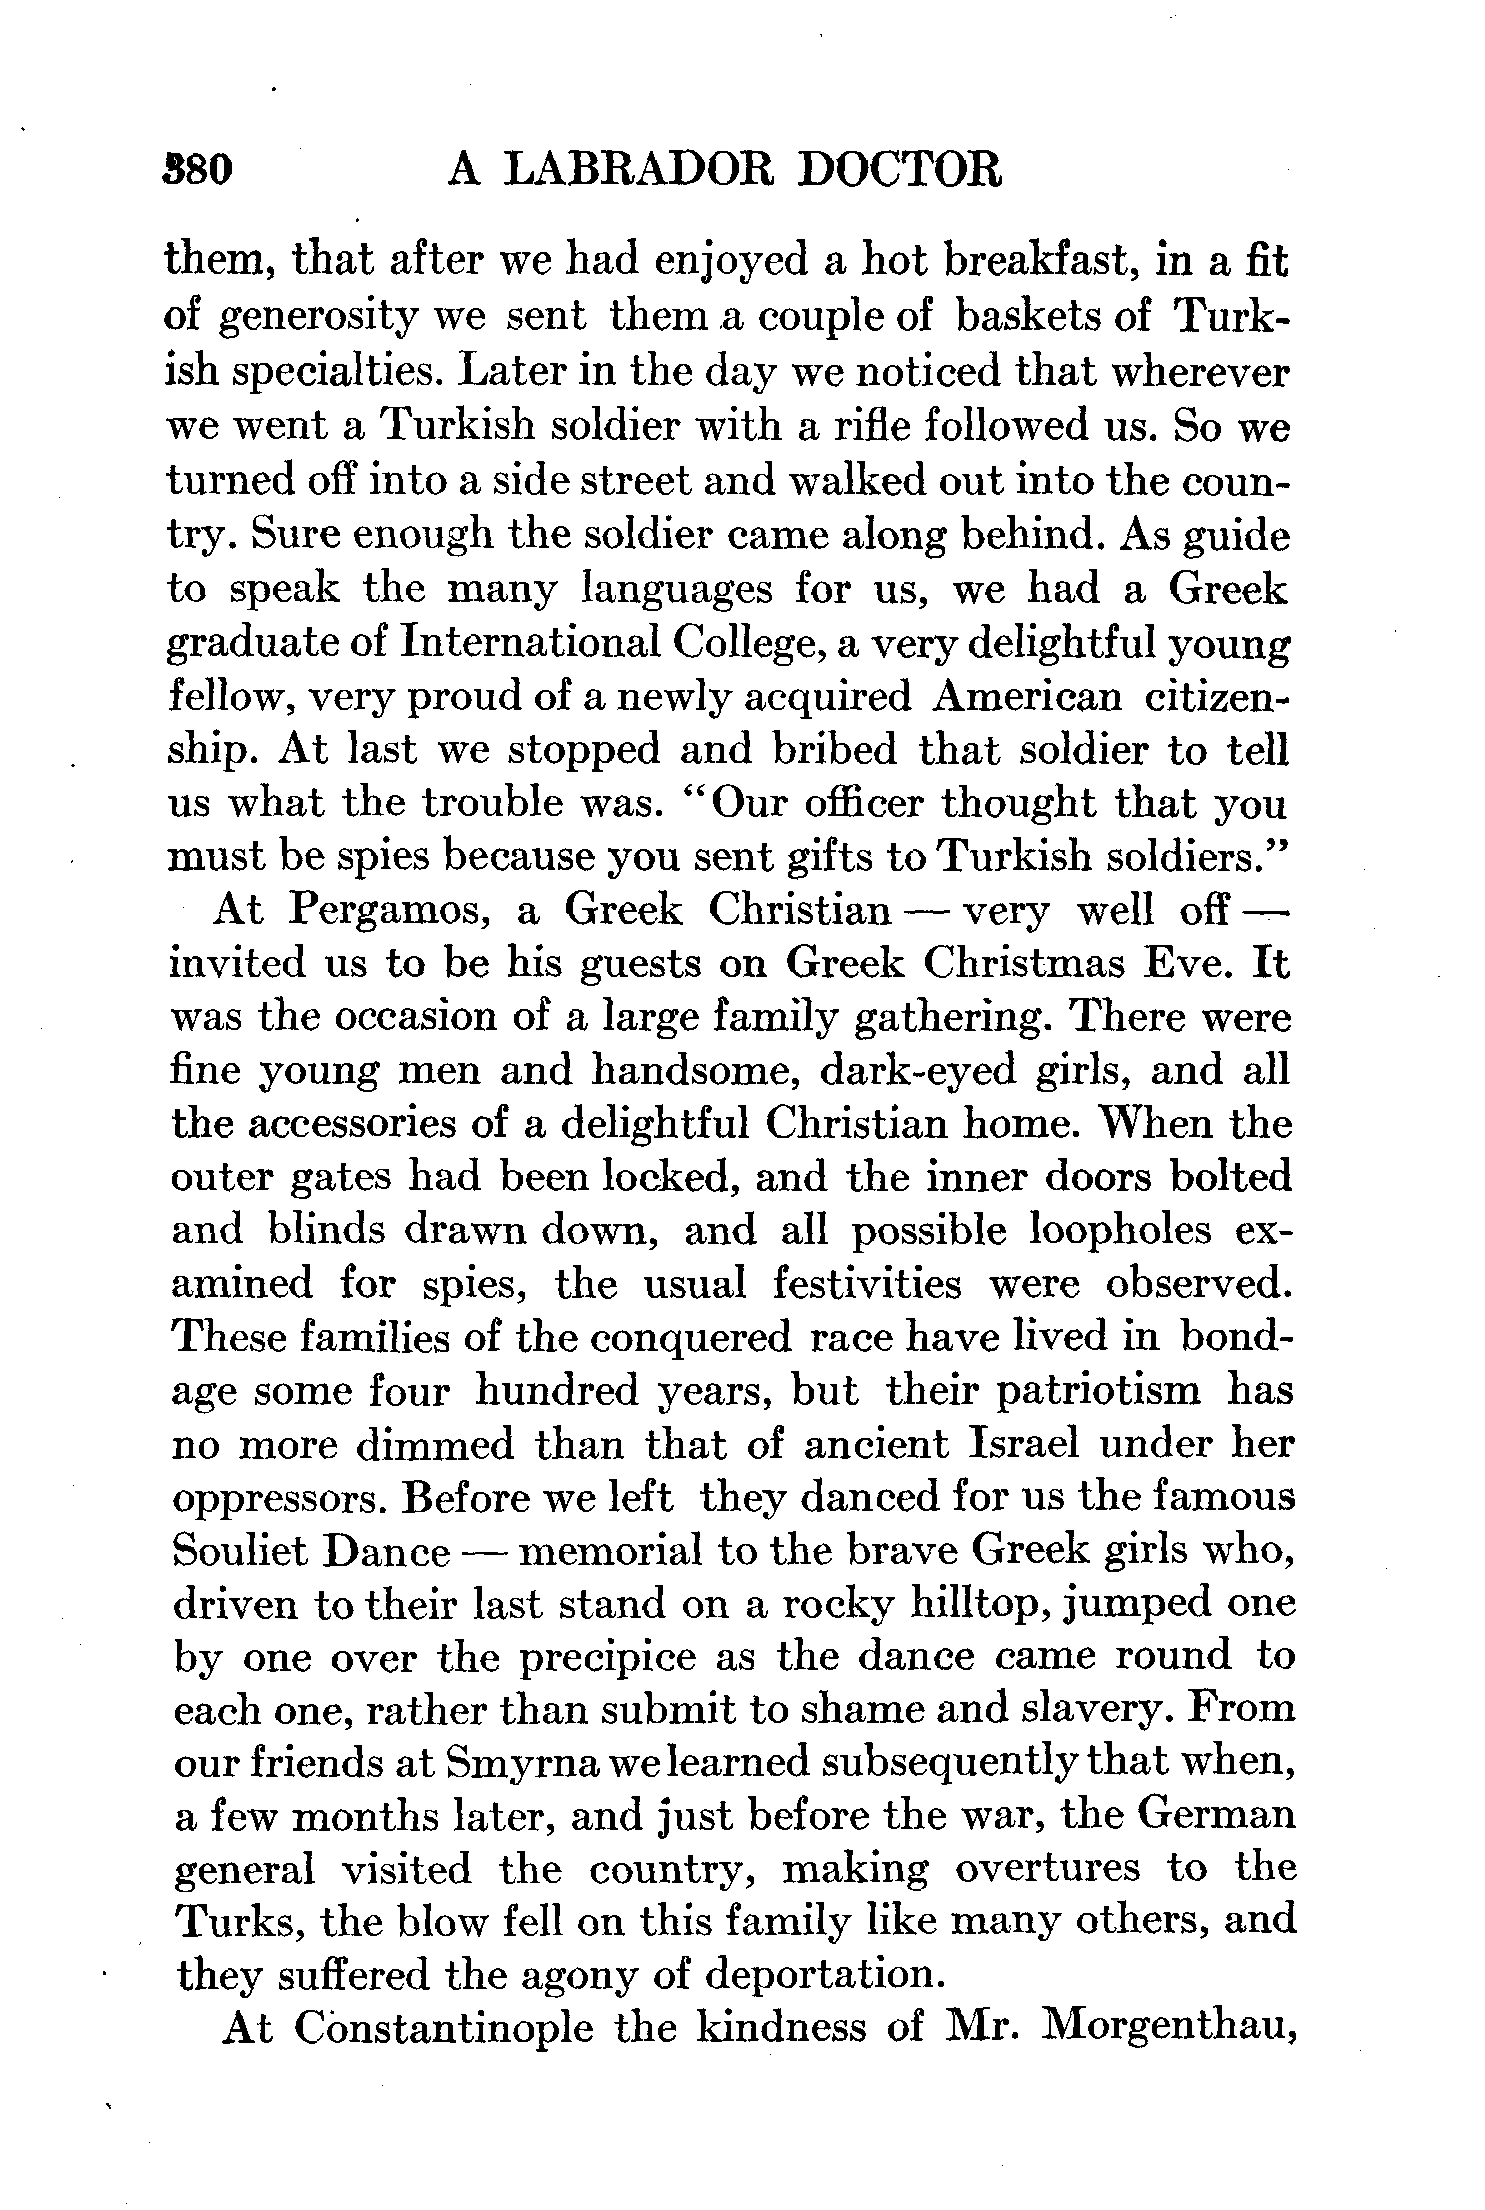 380 A LABRADOR DOCTOR
them, that after we had enjoyed a hot breakfast, in a fit
of generosity we sent them a couple of baskets of Turk-
ish specialties. Later in the day we noticed that wherever
we went a Turkish soldier with a rifle followed us. So we
turned off into a side street and walked out into the coun-
try. Sure enough the soldier came along behind. As guide
to speak the many languages for us, we had a Greek
graduate of International College, a very delightful young
fellow, very proud of a newly acquired American citizen-
ship. At last we stopped and bribed that soldier to tell
us what the trouble was. "Our officer thought that you
must be spies because you sent gifts to Turkish soldiers."
At Pergamos, a Greek Christian — very well off —
invited us to be his guests on Greek Christmas Eve. It
was the occasion of a large family gathering. There were
fine young men and handsome, dark-eyed girls, and all
the accessories of a delightful Christian home. When the
outer gates had been locked, and the inner doors bolted
and blinds drawn down, and all possible loopholes ex-
amined for spies, the usual festivities were observed.
These families of the conquered race have lived in bond-
age some four hundred years, but their patriotism has
no more dimmed than that of ancient Israel under her
oppressors. Before we left they danced for us the famous
Souliet Dance — memorial to the brave Greek girls who,
driven to their last stand on a rocky hilltop, jumped one
by one over the precipice as the dance came round to
each one, rather than submit to shame and slavery. From
our friends at Smyrna we learned subsequently that when,
a few months later, and just before the war, the German
general visited the country, making overtures to the
Turks, the blow fell on this family like many others, and
they suffered the agony of deportation.
At Constantinople the kindness of Mr. Morgenthau,